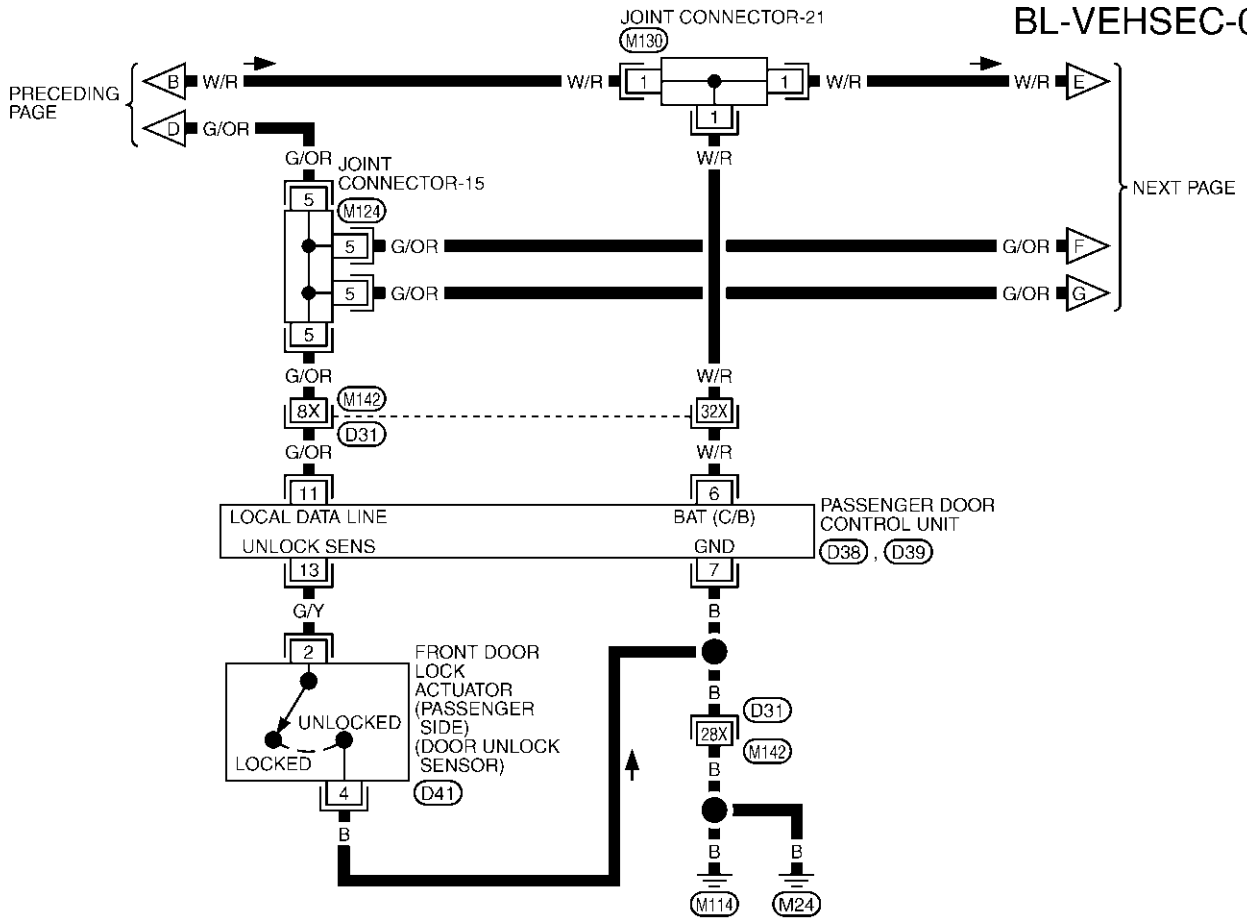 BL-VEHSEC-0
JOINT CONNECTOR-21
M130
PRECEDING
PAGE
B W/R W/R 1 1 W/R W/R E
D G/OR
1
G/OR
W/R
JOINT
CONNECTOR-15
NEXT PAGE
5
M124
5 G/OR G/OR F
5 G/OR G/OR G
5
G/OR W/R
8X M142 32X
D31
G/OR W/R
11 6
LOCAL DATA LINE BAT (C/B)
UNLOCK SENS GND
PASSENGER DOOR
CONTROL UNIT
D38 , D39
13 7
G/Y B
2
FRONT DOOR
LOCK
ACTUATOR
(PASSENGER
SIDE)
(DOOR UNLOCK
SENSOR)
D41
UNLOCKED
LOCKED
4
B
B
D31
28X
M142
B
B B
M114 M24